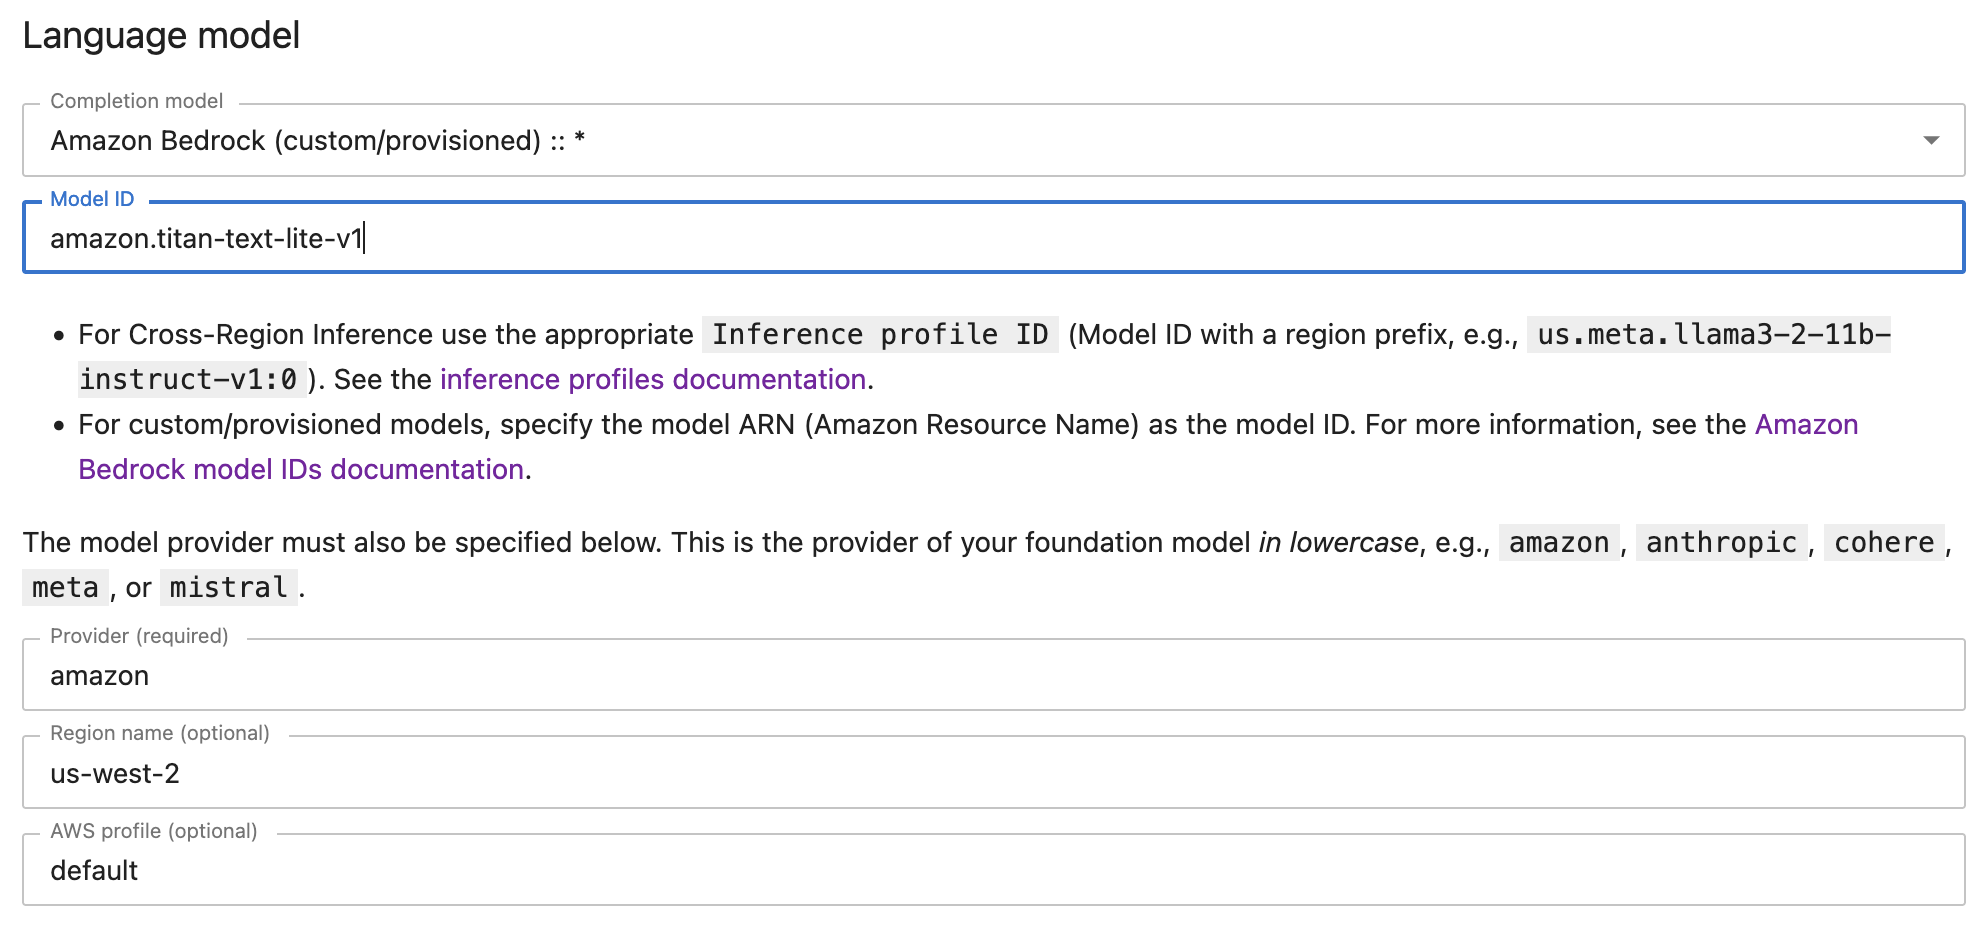 Language model
Completion model
Amazon Bedrock (custom/provisioned) :: *
Model ID
amazon.titan-text-lite-v1
• For Cross-Region Inference use the appropriate Inference profile ID (Model ID with a region prefix, e.g., us.meta.llama3-2-11b-
instruct-v1:0). See the inference profiles documentation.
• For custom/provisioned models, specify the model ARN (Amazon Resource Name) as the model ID. For more information, see the Amazon
Bedrock model IDs documentation.
The model provider must also be specified below. This is the provider of your foundation model in lowercase, e.g., amazon, anthropic, cohere,
meta, or mistral.
Provider (required)
amazon
Region name (optional)
us-west-2
AWS profile (optional)
default